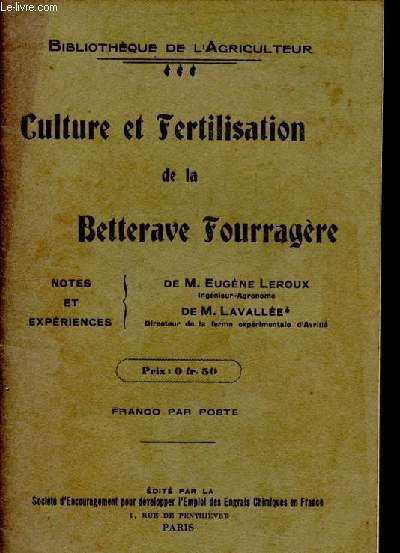 Le-livre.com
BIBLIOTHÈQUE DE L'AGRICULTEUR
Culture et Fertilisation
de la
Betterave Fourragère
NOTES
ET
EXPÉRIENCES
DE M. EUGÈNE LEROUX
Ingénieur-Agronome
DE M. LAVALLÉE
Directeur de la ferme expérimentale d'Avrillé
Prix : 0 fr. 50
FRANCO PAR POSTE
ÉDITÉ PAR LA
Société d'Encouragement pour développer l'Emploi des Engrais Chimiques en France
1, RUE DE PENTHIÈVRE
PARIS